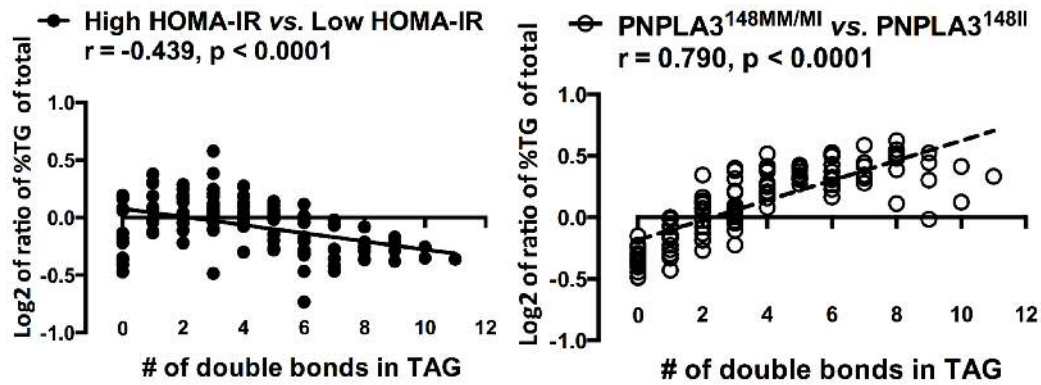 High HOMA-IR vs. Low HOMA-IR
r = -0.439, p < 0.0001
Log2 of ratio of %TG of total
1.0
0.5
0.0
-0.5
-1.0
0 2 4 6 8 10 12
# of double bonds in TAG
PNPLA3148MM/MI vs. PNPLA3148II
r = 0.790, p < 0.0001
Log2 of ratio of %TG of total
1.0
0.5
0.0
-0.5
-1.0
0 2 4 6 8 10 12
# of double bonds in TAG